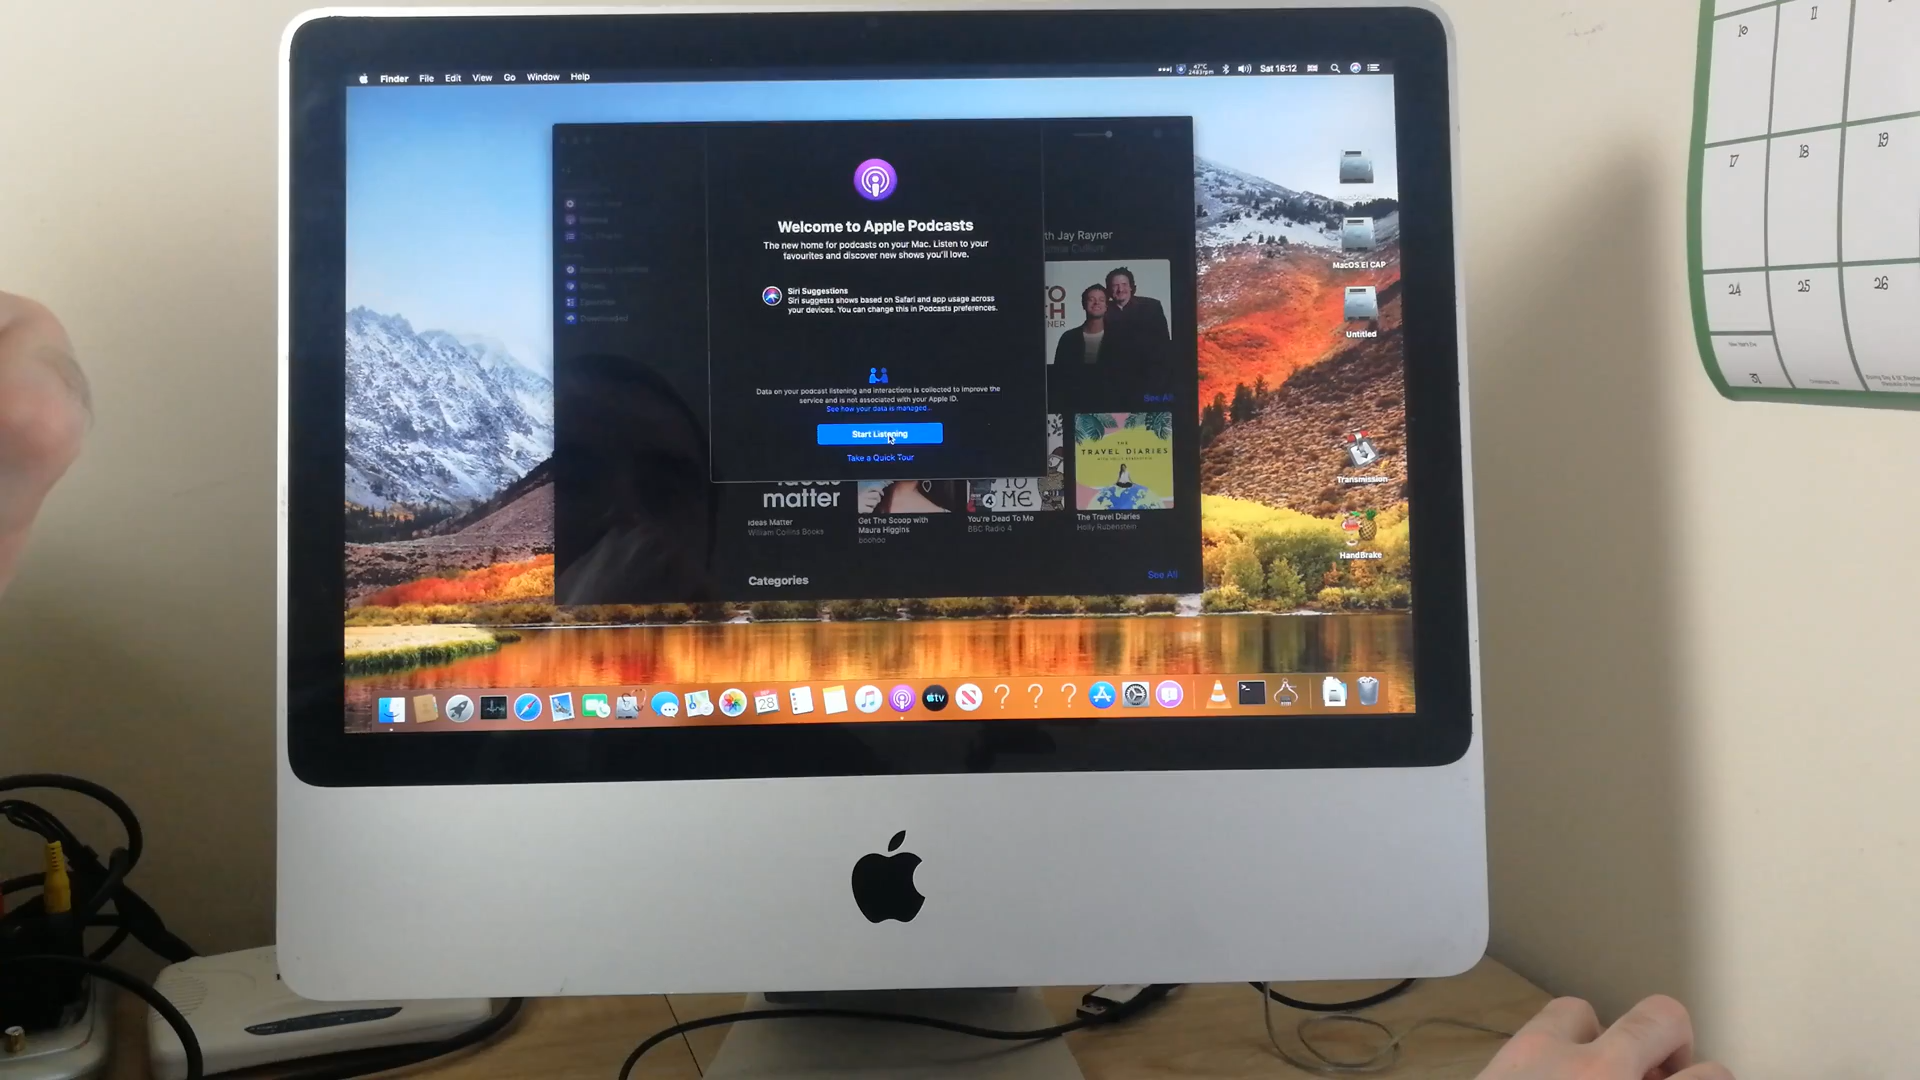 Finder File Edit View Go Window Help
47°C
2483rpm
Sat 16:12
Welcome to Apple Podcasts
The new home for podcasts on your Mac. Listen to your
favourites and discover new shows you'll love.
Siri Suggestions
Siri suggests shows based on Safari and app usage across
your devices. You can change this in Podcasts preferences.
Data on your podcast listening and interactions is collected to improve the
service and is not associated with your Apple ID.
See how your data is managed...
Start Listening
Take a Quick Tour
th Jay Rayner
See All
THE
TRAVEL DIARIES
matter
TO
ME
Ideas Matter
William Collins Books
Get The Scoop with
Maura Higgins
boohoo
You're Dead To Me
BBC Radio 4
The Travel Diaries
Holly Rubenstein
Categories
See All
Downloaded
MacOS El CAP
Untitled
Transmission
HandBrake
28
tv
10 11
17 18 19
24 25 26
31